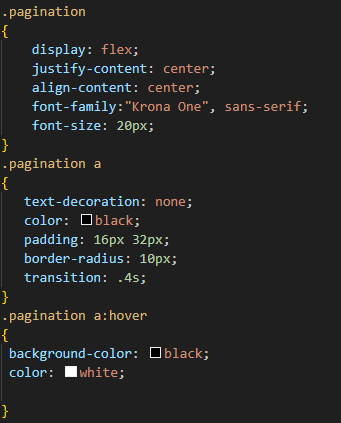 .pagination
{
    display: flex;
    justify-content: center;
    align-content: center;
    font-family:"Krona One", sans-serif;
    font-size: 20px;
}
.pagination a
{
   text-decoration: none;
   color: black;
   padding: 16px 32px;
   border-radius: 10px;
   transition: .4s;
}
.pagination a:hover
{
 background-color: black;
 color: white;

}